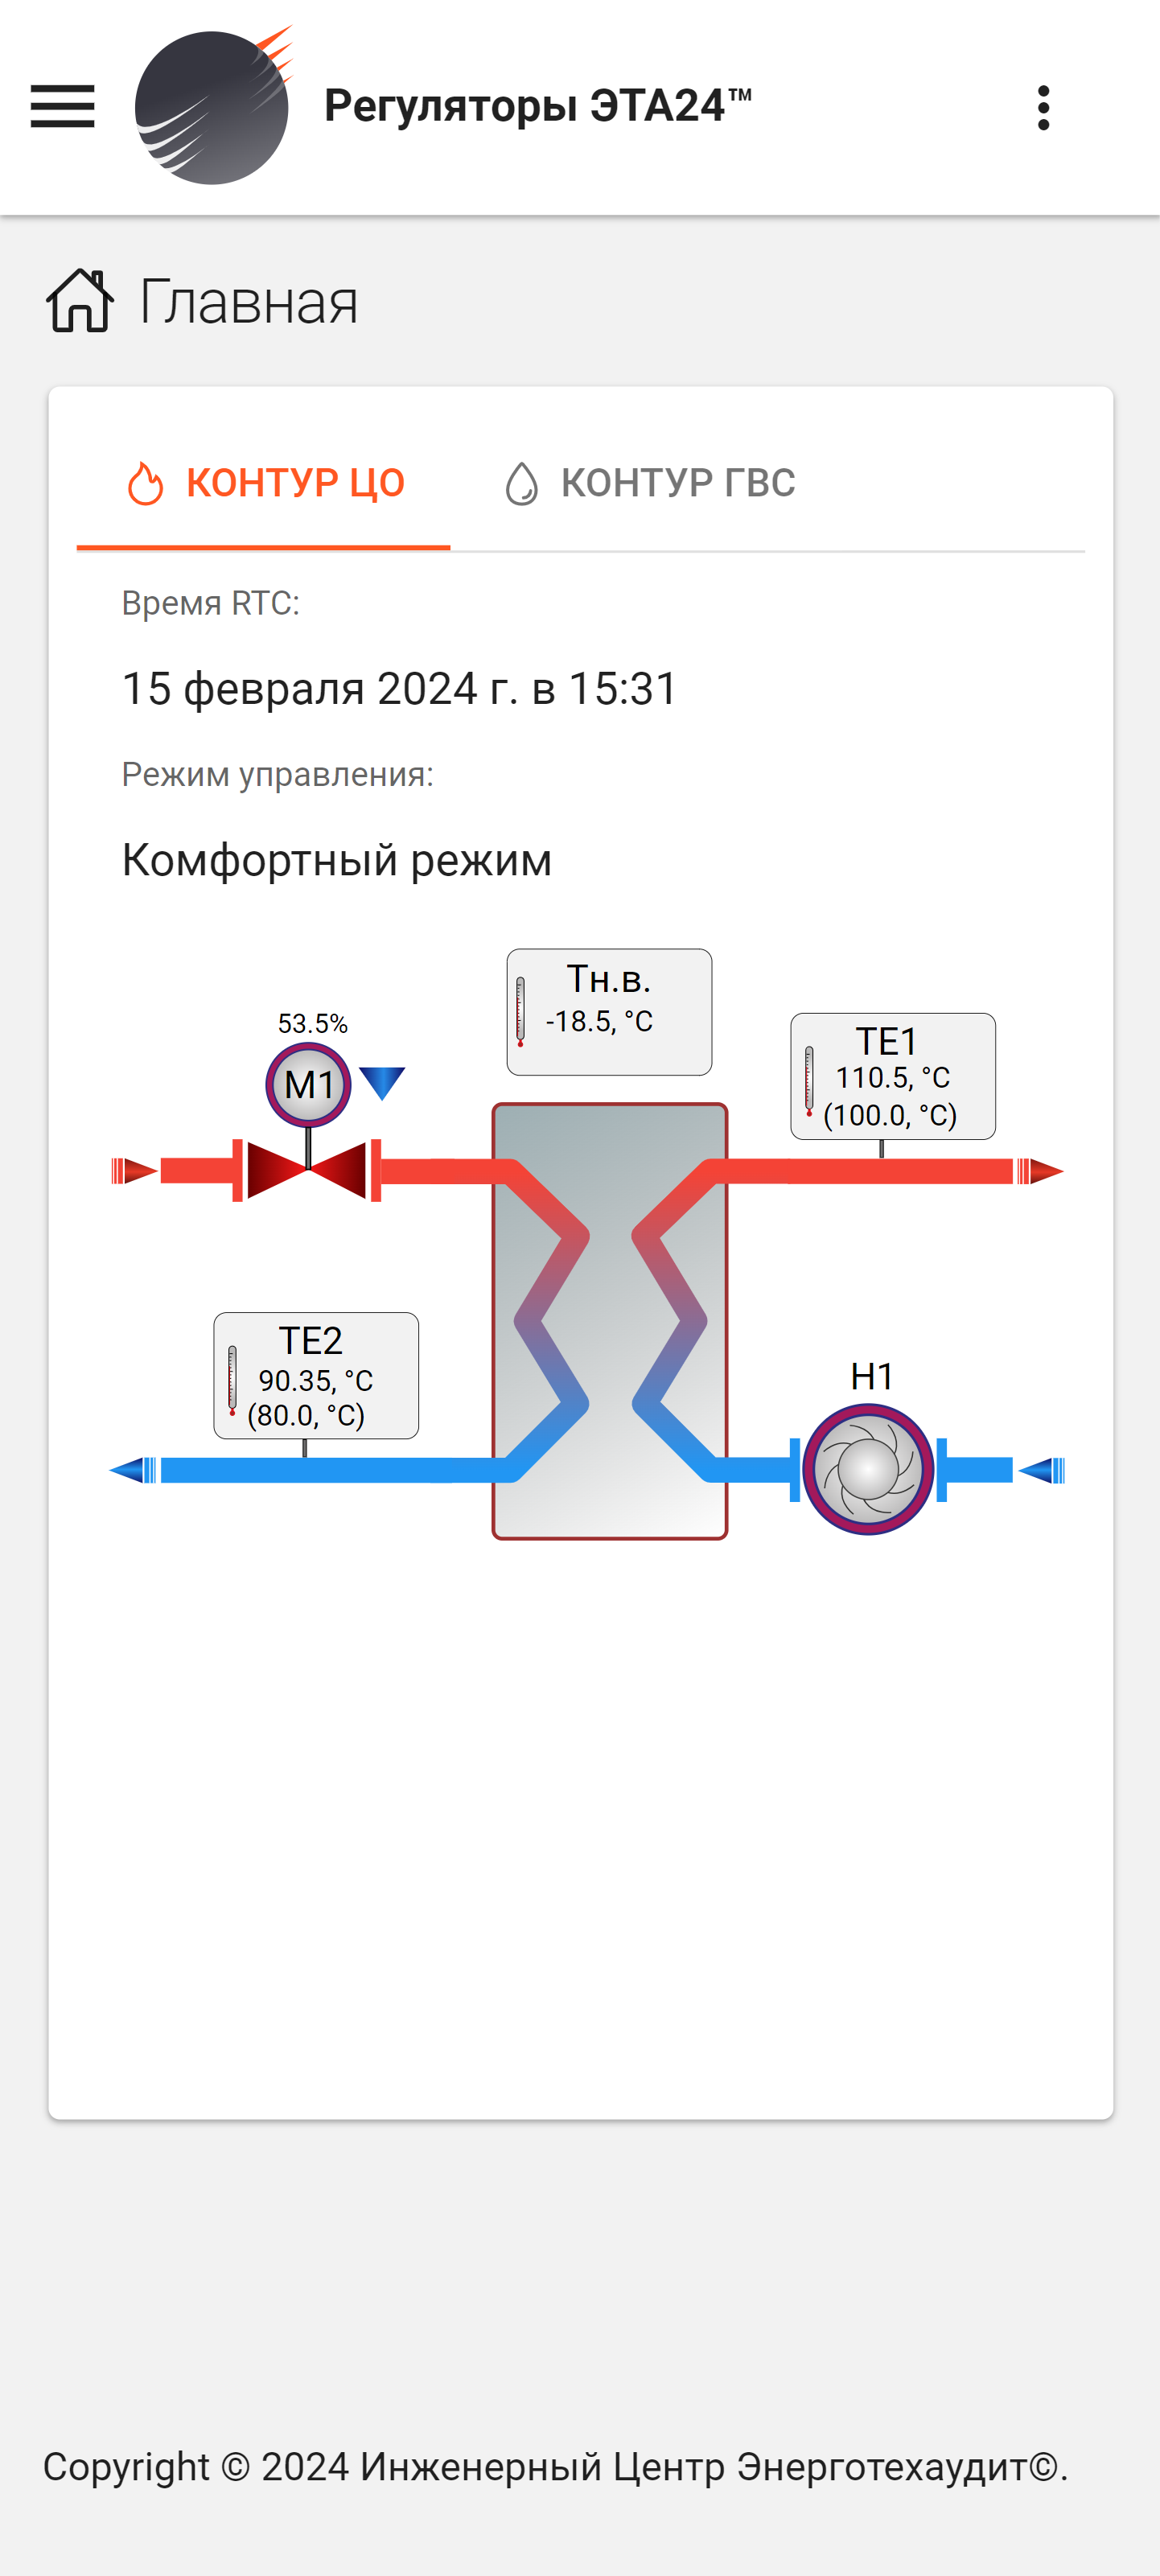 Регуляторы ЭТА24™
Главная
КОНТУР ЦО
КОНТУР ГВС
Время RTC:
15 февраля 2024 г. в 15:31
Режим управления:
Комфортный режим
Тн.в.
-18.5, °C
53.5%
М1
TE1
110.5, °C
(100.0, °C)
TE2
90.35, °C
(80.0, °C)
Н1
Copyright © 2024 Инженерный Центр Энерготехаудит©.